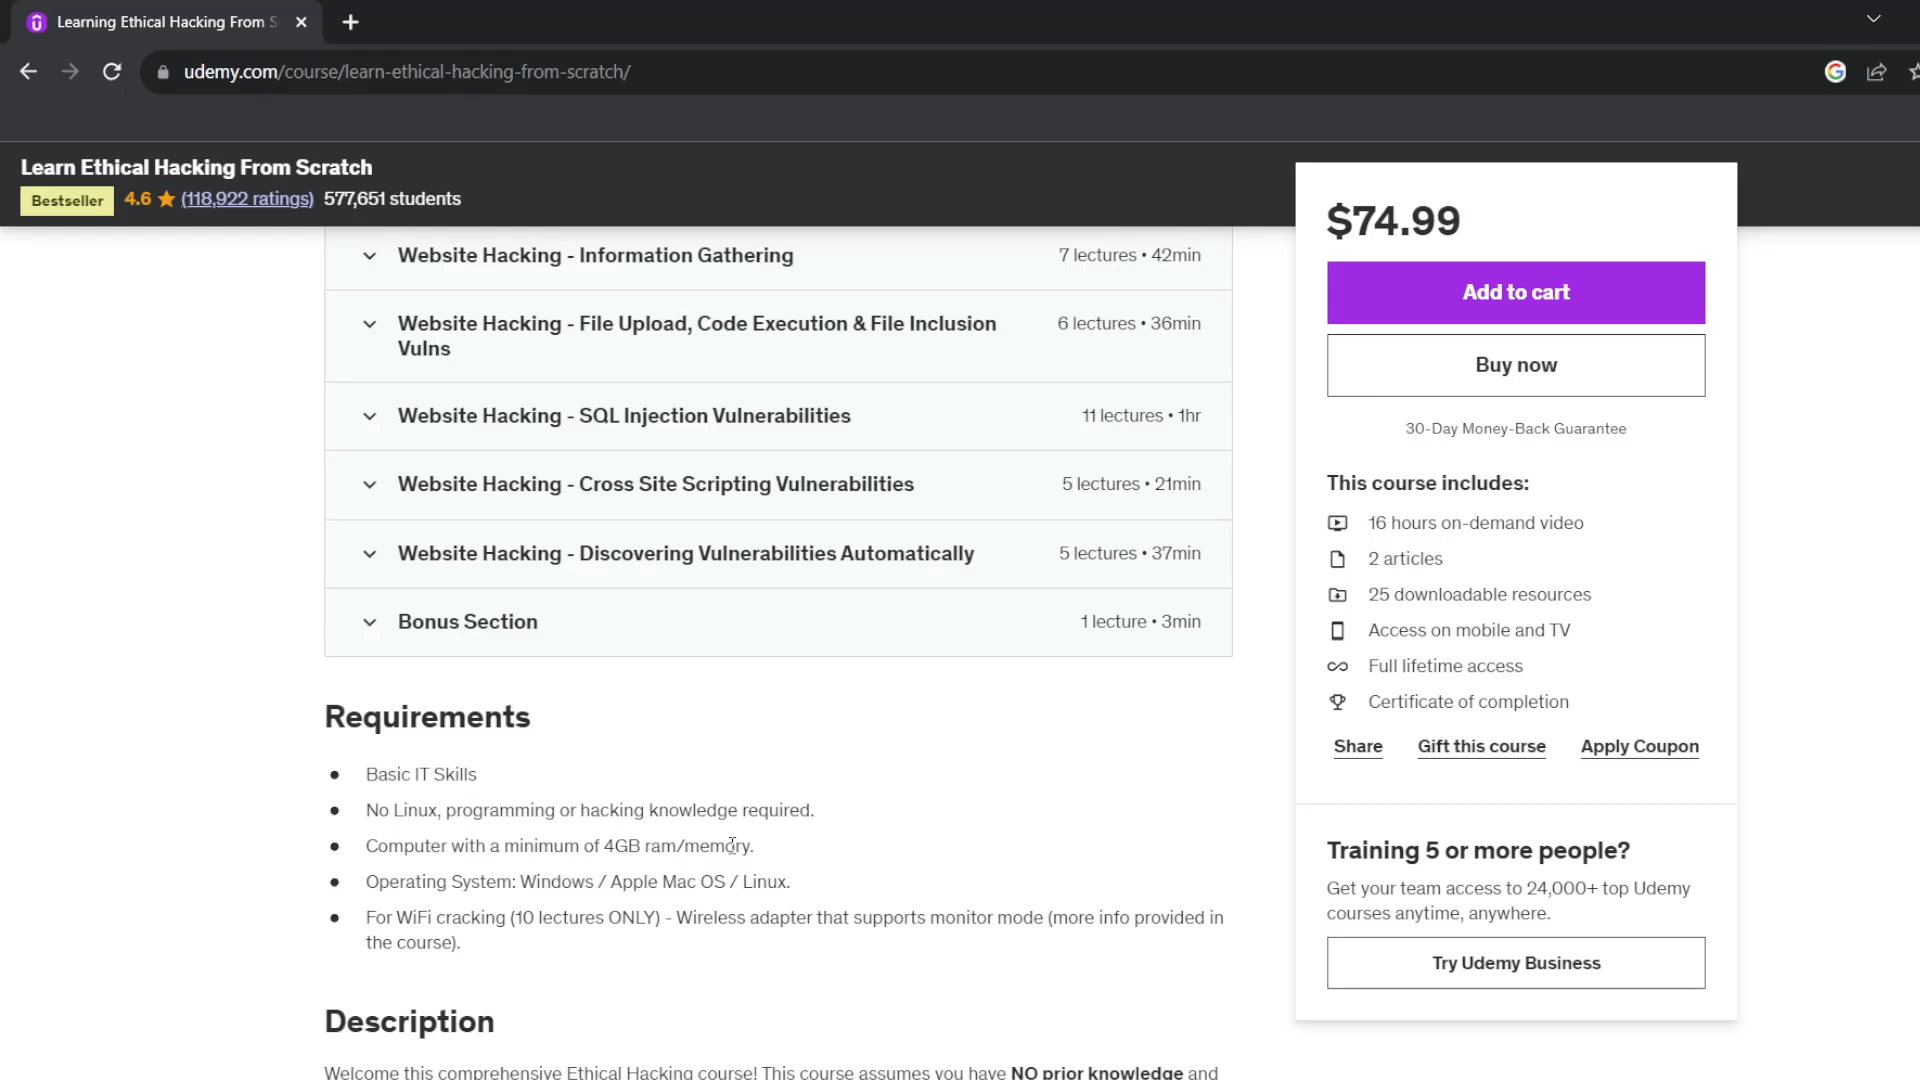 Learning Ethical Hacking From S
udemy.com/course/learn-ethical-hacking-from-scratch/
Learn Ethical Hacking From Scratch
Bestseller 4.6 (118,922 ratings) 577,651 students
Website Hacking - Information Gathering 7 lectures • 42min
Website Hacking - File Upload, Code Execution & File Inclusion Vulns 6 lectures • 36min
Website Hacking - SQL Injection Vulnerabilities 11 lectures • 1hr
Website Hacking - Cross Site Scripting Vulnerabilities 5 lectures • 21min
Website Hacking - Discovering Vulnerabilities Automatically 5 lectures • 37min
Bonus Section 1 lecture • 3min
Requirements
• Basic IT Skills
• No Linux, programming or hacking knowledge required.
• Computer with a minimum of 4GB ram/memory.
• Operating System: Windows / Apple Mac OS / Linux.
• For WiFi cracking (10 lectures ONLY) - Wireless adapter that supports monitor mode (more info provided in
the course).
Description
Welcome this comprehensive Ethical Hacking course! This course assumes you have NO prior knowledge and
$74.99
Add to cart
Buy now
30-Day Money-Back Guarantee
This course includes:
16 hours on-demand video
2 articles
25 downloadable resources
Access on mobile and TV
Full lifetime access
Certificate of completion
Share Gift this course Apply Coupon
Training 5 or more people?
Get your team access to 24,000+ top Udemy
courses anytime, anywhere.
Try Udemy Business